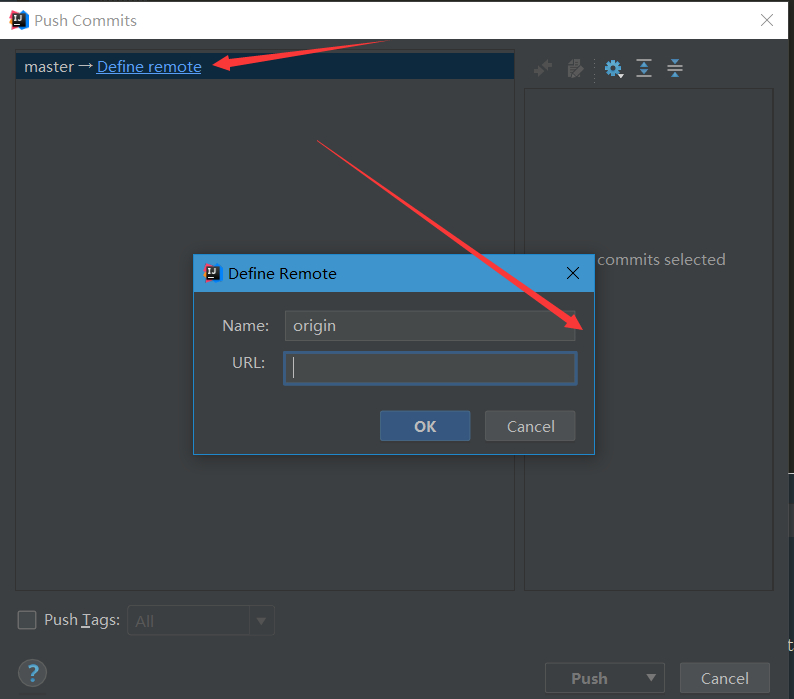 Push Commits
master → Define remote
commits selected
Define Remote
Name: origin
URL:
OK Cancel
Push Tags: All
?
Push Cancel